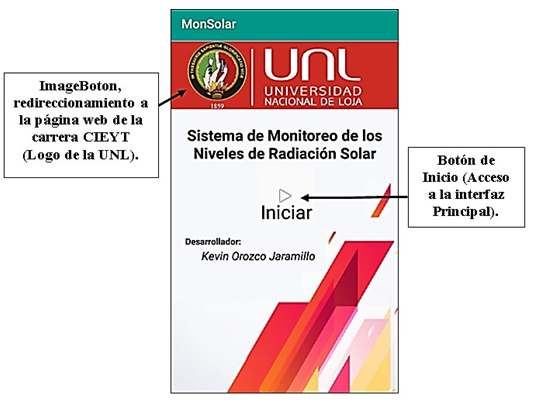 MonSolar
1859
UNL
UNIVERSIDAD
NACIONAL DE LOJA
Sistema de Monitoreo de los
Niveles de Radiación Solar
Iniciar
Desarrollador:
Kevin Orozco Jaramillo
ImageBoton,
redireccionamiento a
la página web de la
carrera CIEYT
(Logo de la UNL).
Botón de
Inicio (Acceso
a la interfaz
Principal).